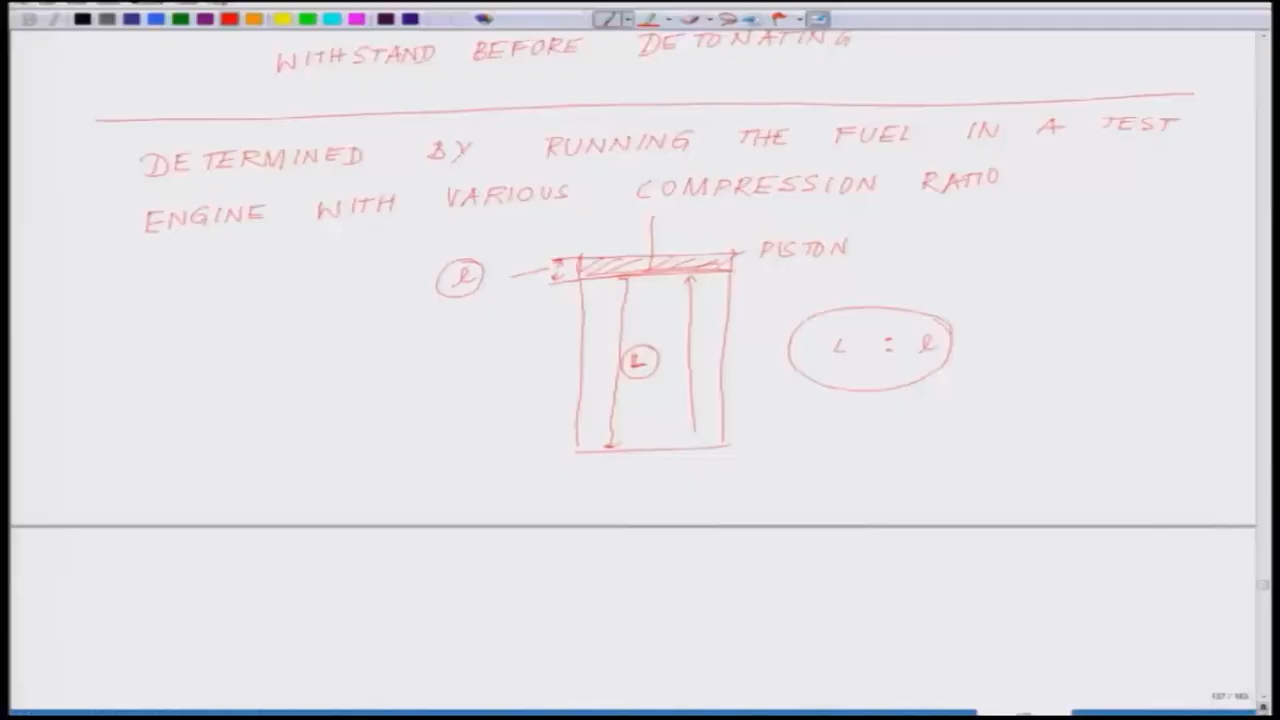 WITHSTAND BEFORE DETONATING
DETERMINED BY RUNNING THE FUEL IN A TEST
ENGINE WITH VARIOUS COMPRESSION RATIO
PISTON
l
L
L : l